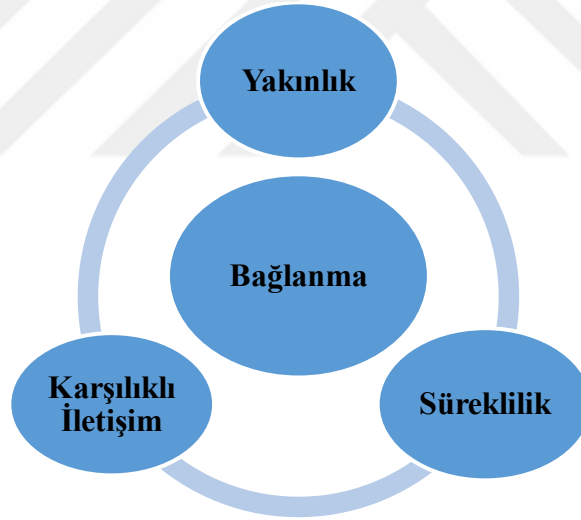 Yakınlık
Bağlanma
Karşılıklı
İletişim
Süreklilik